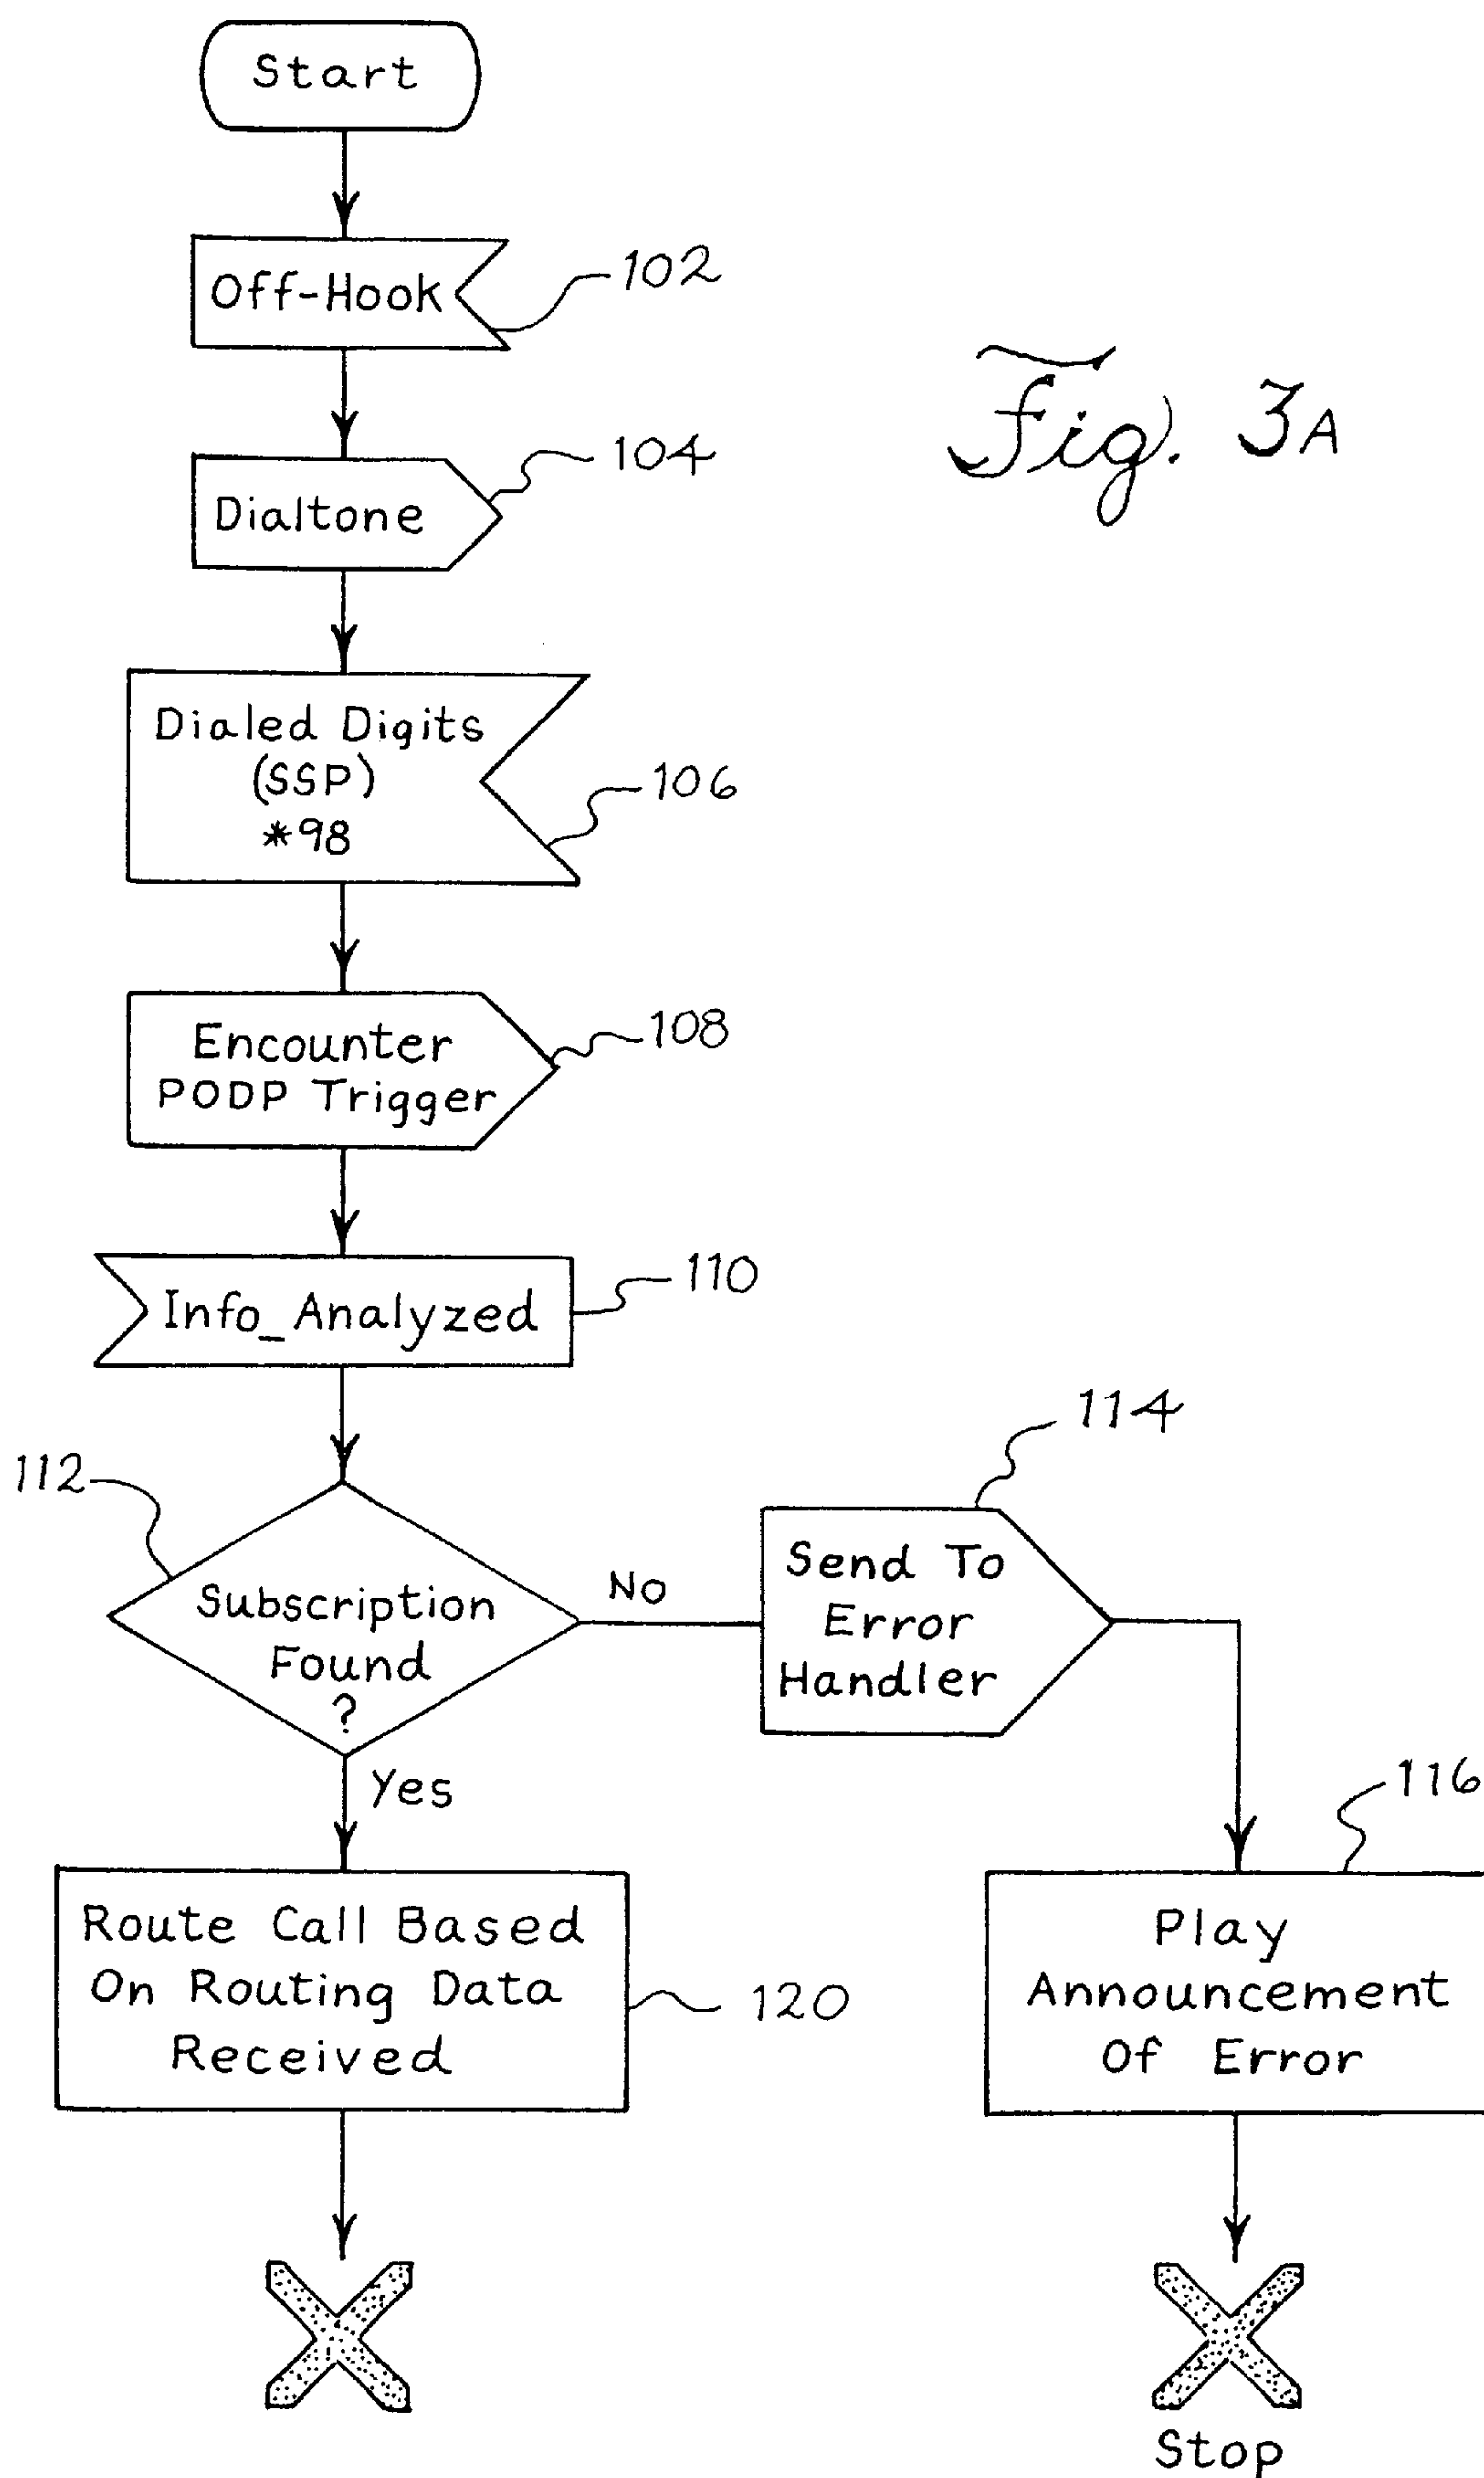 Start
Off-Hook
102
Fig. 3A
Dialtone
104
Dialed Digits
(SSP)
*98
106
Encounter
PODP Trigger
108
Info_Analyzed
110
112
Subscription
Found
?
No
114
Send To
Error
Handler
Yes
116
Route Call Based
On Routing Data
Received
120
Play
Announcement
Of Error
Stop